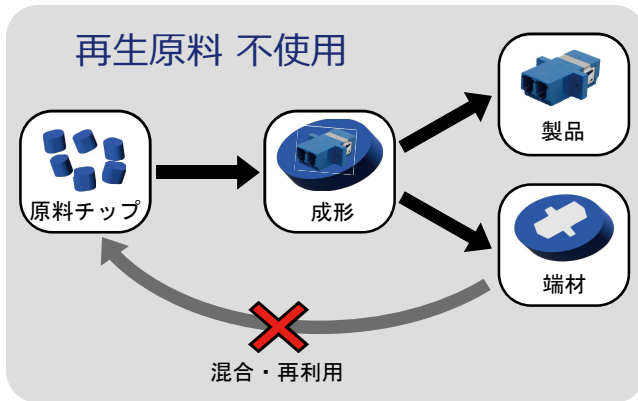 再生原料 不使用
製品
原料チップ
成形
端材
混合・再利用